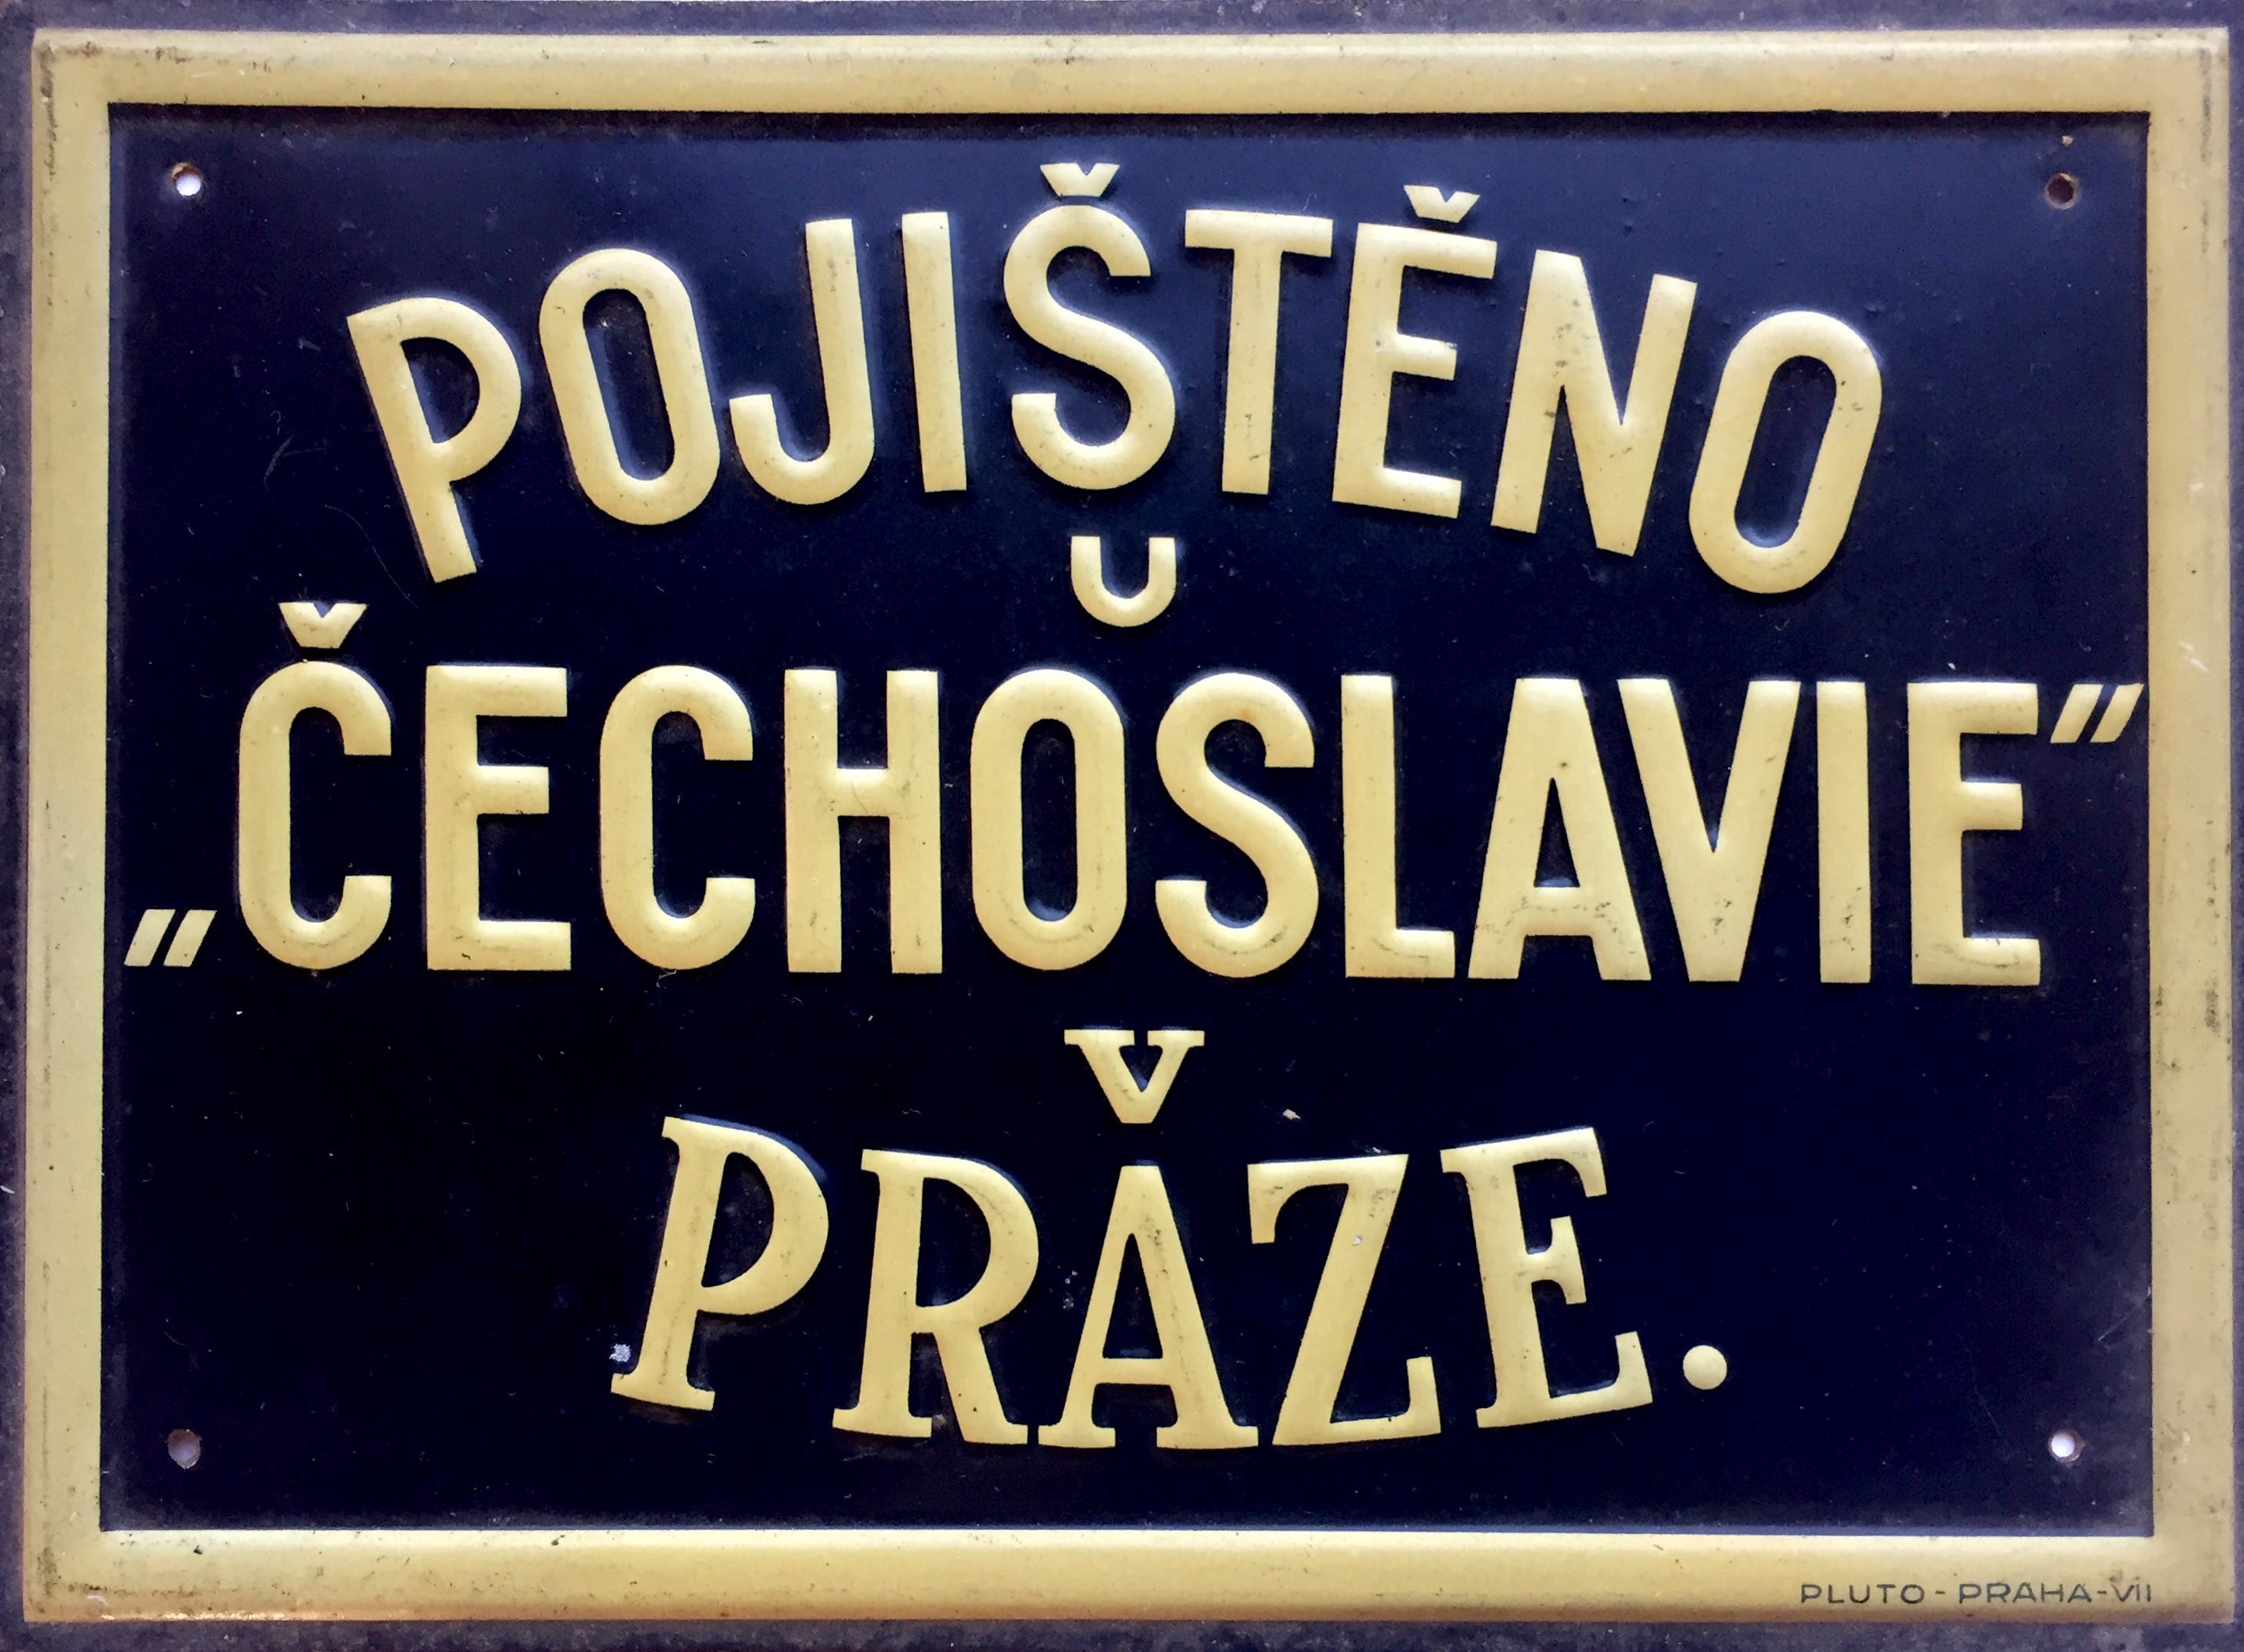 POJIŠTĚNO
U
„ČECHOSLAVIE“
V
PRAZE.
PLUTO-PRAHA-VII